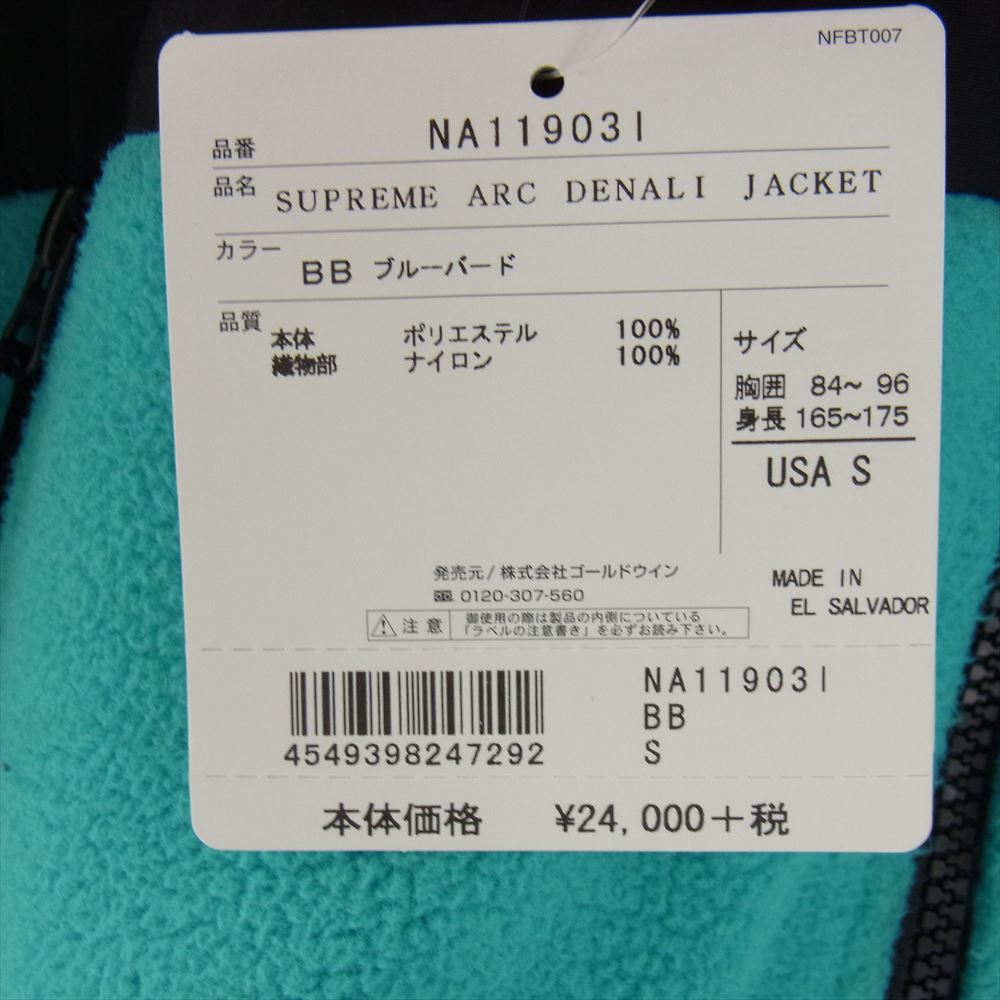 NFBT007
品番 NA11903I
品名 SUPREME ARC DENALI JACKET
カラー BB ブルーバード
品質 本体 ポリエステル 100%
織物部 ナイロン 100%
サイズ
胸囲 84~ 96
身長 165~175
USA S
発売元/株式会社ゴールドウイン
0120-307-560
注意 御使用の際は製品の内側についている
「ラベルの注意書き」を必ずお読み下さい。
MADE IN
EL SALVADOR
4549398247292
NA11903I
BB
S
本体価格 ¥24,000+税